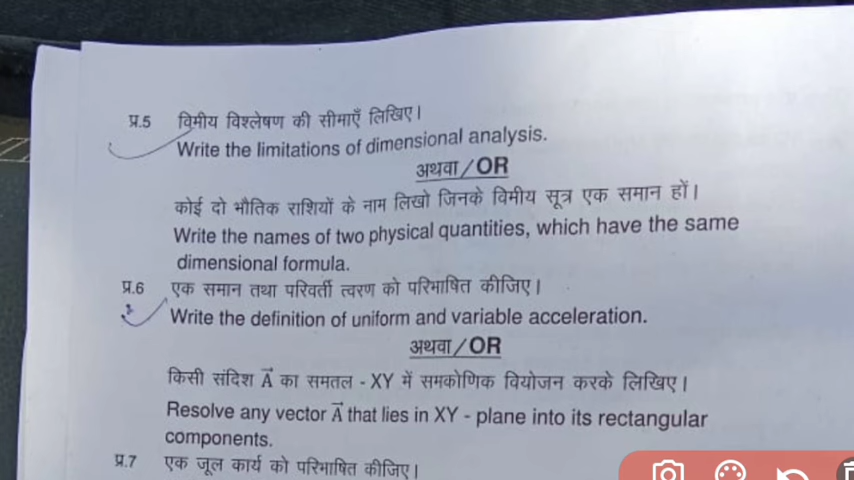 प्र.5 विमीय विश्लेषण की सीमाएँ लिखिए।
Write the limitations of dimensional analysis.
अथवा/OR
कोई दो भौतिक राशियों के नाम लिखो जिनके विमीय सूत्र एक समान हों।
Write the names of two physical quantities, which have the same
dimensional formula.
प्र.6 एक समान तथा परिवर्ती त्वरण को परिभाषित कीजिए।
Write the definition of uniform and variable acceleration.
अथवा/OR
किसी संदिश A⃗ का समतल - XY में समकोणिक वियोजन करके लिखिए।
Resolve any vector A⃗ that lies in XY - plane into its rectangular
components.
प्र.7 एक जूल कार्य को परिभाषित कीजिए।